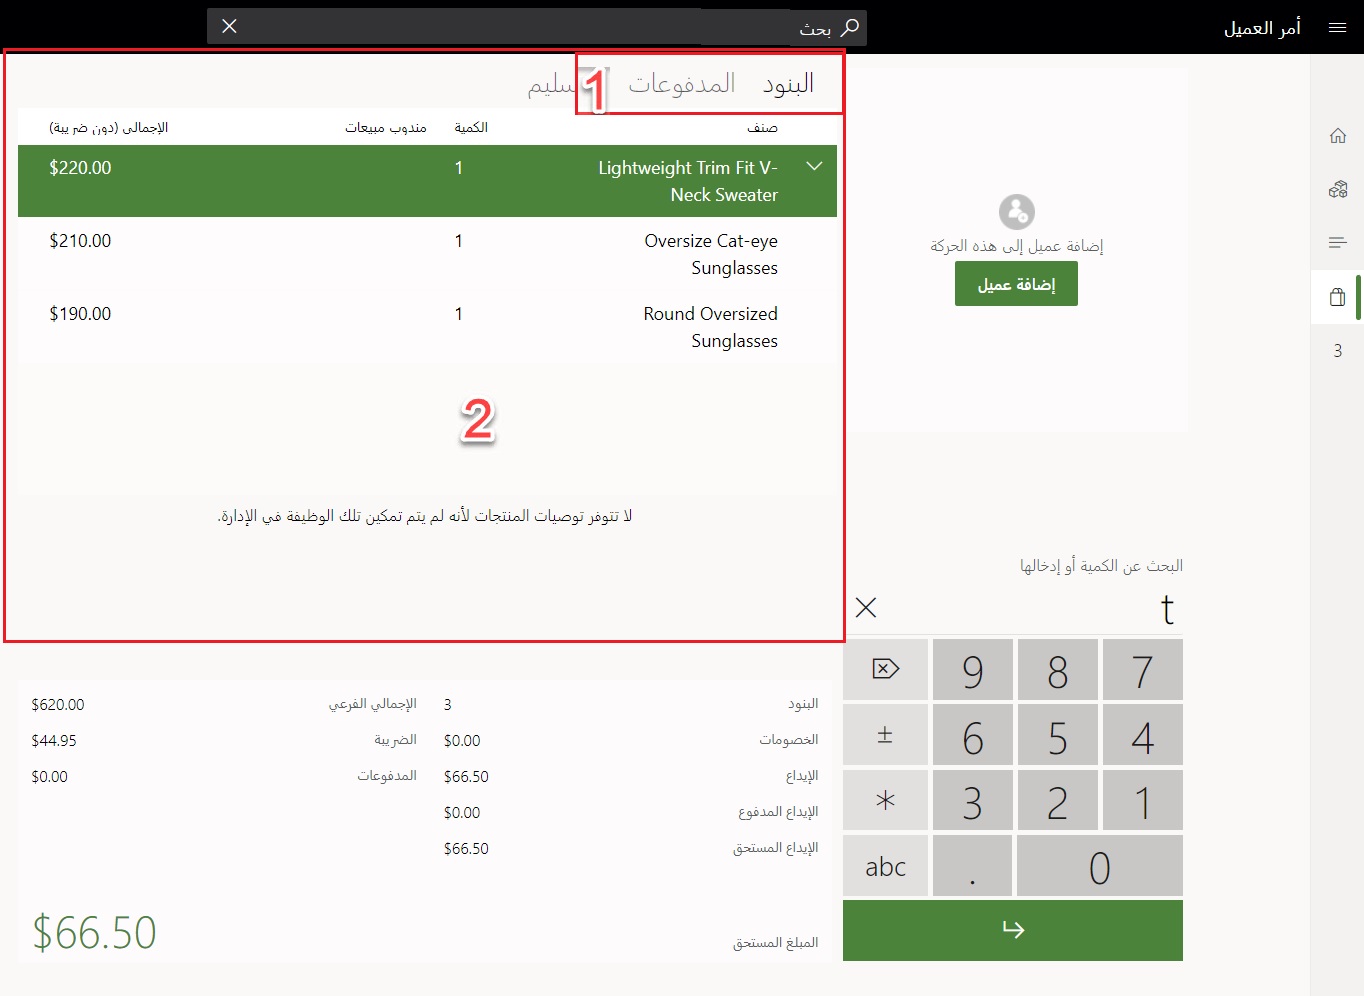 أمر العميل
بحث
البنود
المدفوعات
1
صنف
الكمية
مندوب مبيعات
الإجمالي (دون ضريبة)
Lightweight Trim Fit V-
Neck Sweater
1
$220.00
Oversize Cat-eye
Sunglasses
1
$210.00
Round Oversized
Sunglasses
1
$190.00
2
لا تتوفر توصيات المنتجات لأنه لم يتم تمكين تلك الوظيفة في الإدارة.
إضافة عميل إلى هذه الحركة
إضافة عميل
3
البحث عن الكمية أو إدخالها
t
7 8 9
4 5 6 ±
1 2 3 *
0 . abc
البنود 3
الخصومات $0.00
الإيداع $66.50
الإيداع المدفوع $0.00
الإيداع المستحق $66.50
الإجمالي الفرعي $620.00
الضريبة $44.95
المدفوعات $0.00
المبلغ المستحق $66.50